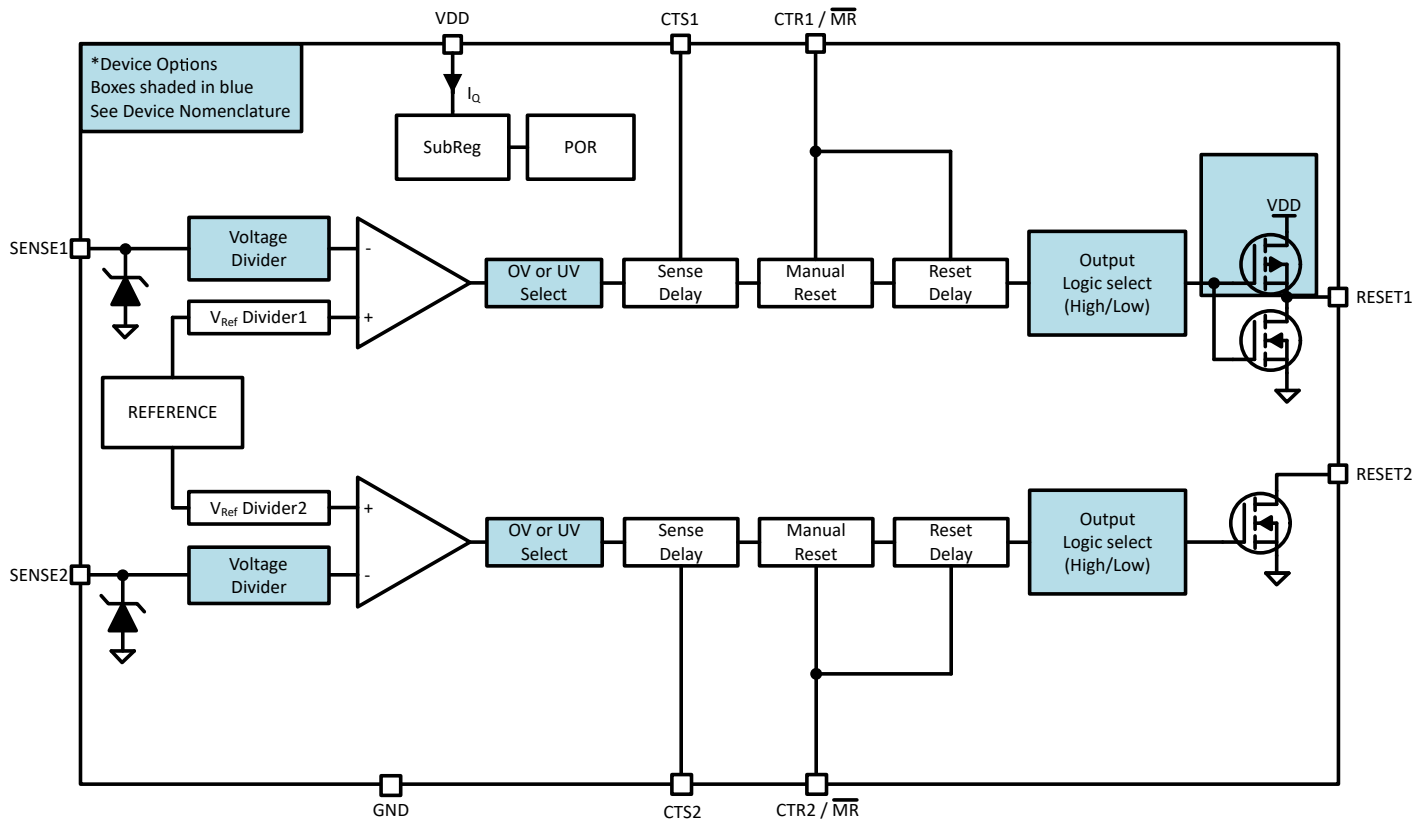 VDD
CTS1
CTR1 / MR
*Device Options
Boxes shaded in blue
See Device Nomenclature
IQ
SubReg
POR
VDD
SENSE1
Voltage
Divider
-
OV or UV
Select
Sense
Delay
Manual
Reset
Reset
Delay
Output
Logic select
(High/Low)
RESET1
VRef Divider1
+
REFERENCE
VRef Divider2
+
RESET2
OV or UV
Select
Sense
Delay
Manual
Reset
Reset
Delay
Output
Logic select
(High/Low)
SENSE2
Voltage
Divider
-
GND
CTS2
CTR2 / MR